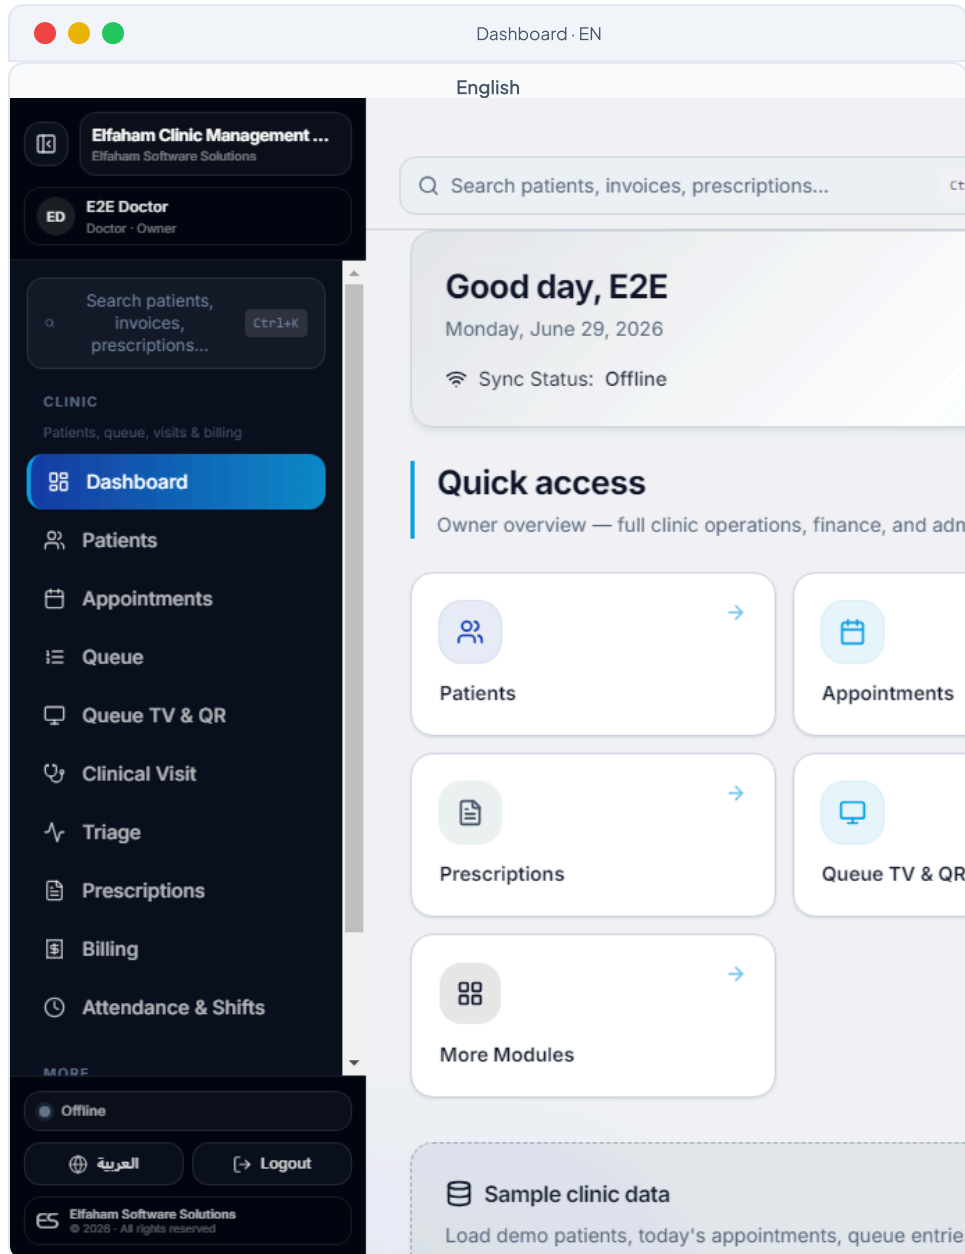 Dashboard · EN
English
Elfaham Clinic Management ...
Elfaham Software Solutions
ED
E2E Doctor
Doctor · Owner
Search patients,
invoices,
prescriptions...
Ctrl+K
CLINIC
Patients, queue, visits & billing
Dashboard
Patients
Appointments
Queue
Queue TV & QR
Clinical Visit
Triage
Prescriptions
Billing
Attendance & Shifts
MORE
Offline
العربية
Logout
ES
Elfaham Software Solutions
© 2026 - All rights reserved
Search patients, invoices, prescriptions...
Ct
Good day, E2E
Monday, June 29, 2026
Sync Status: Offline
Quick access
Owner overview — full clinic operations, finance, and adm
Patients
Appointments
Prescriptions
Queue TV & QR
More Modules
Sample clinic data
Load demo patients, today's appointments, queue entrie